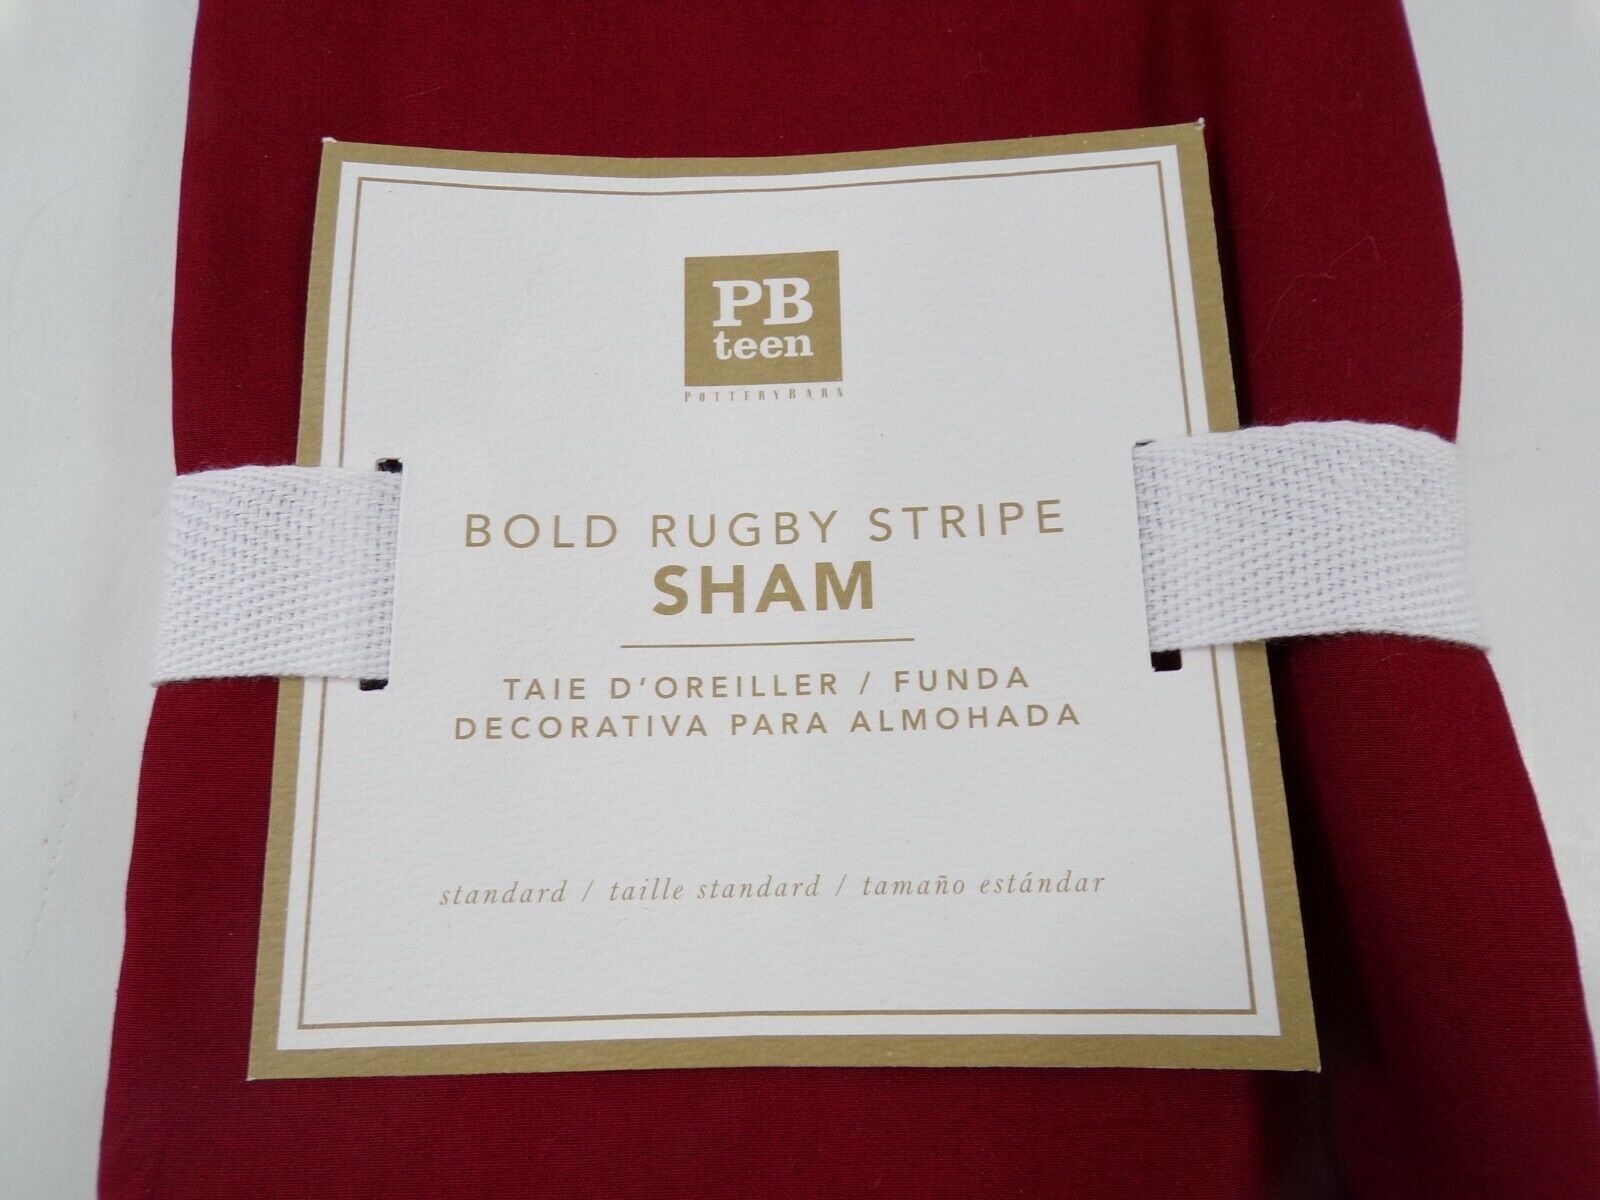 PB
teen
POTTERYBARN
BOLD RUGBY STRIPE
SHAM
TAIE D'OREILLER / FUNDA
DECORATIVA PARA ALMOHADA
standard / taille standard / tamaño estándar